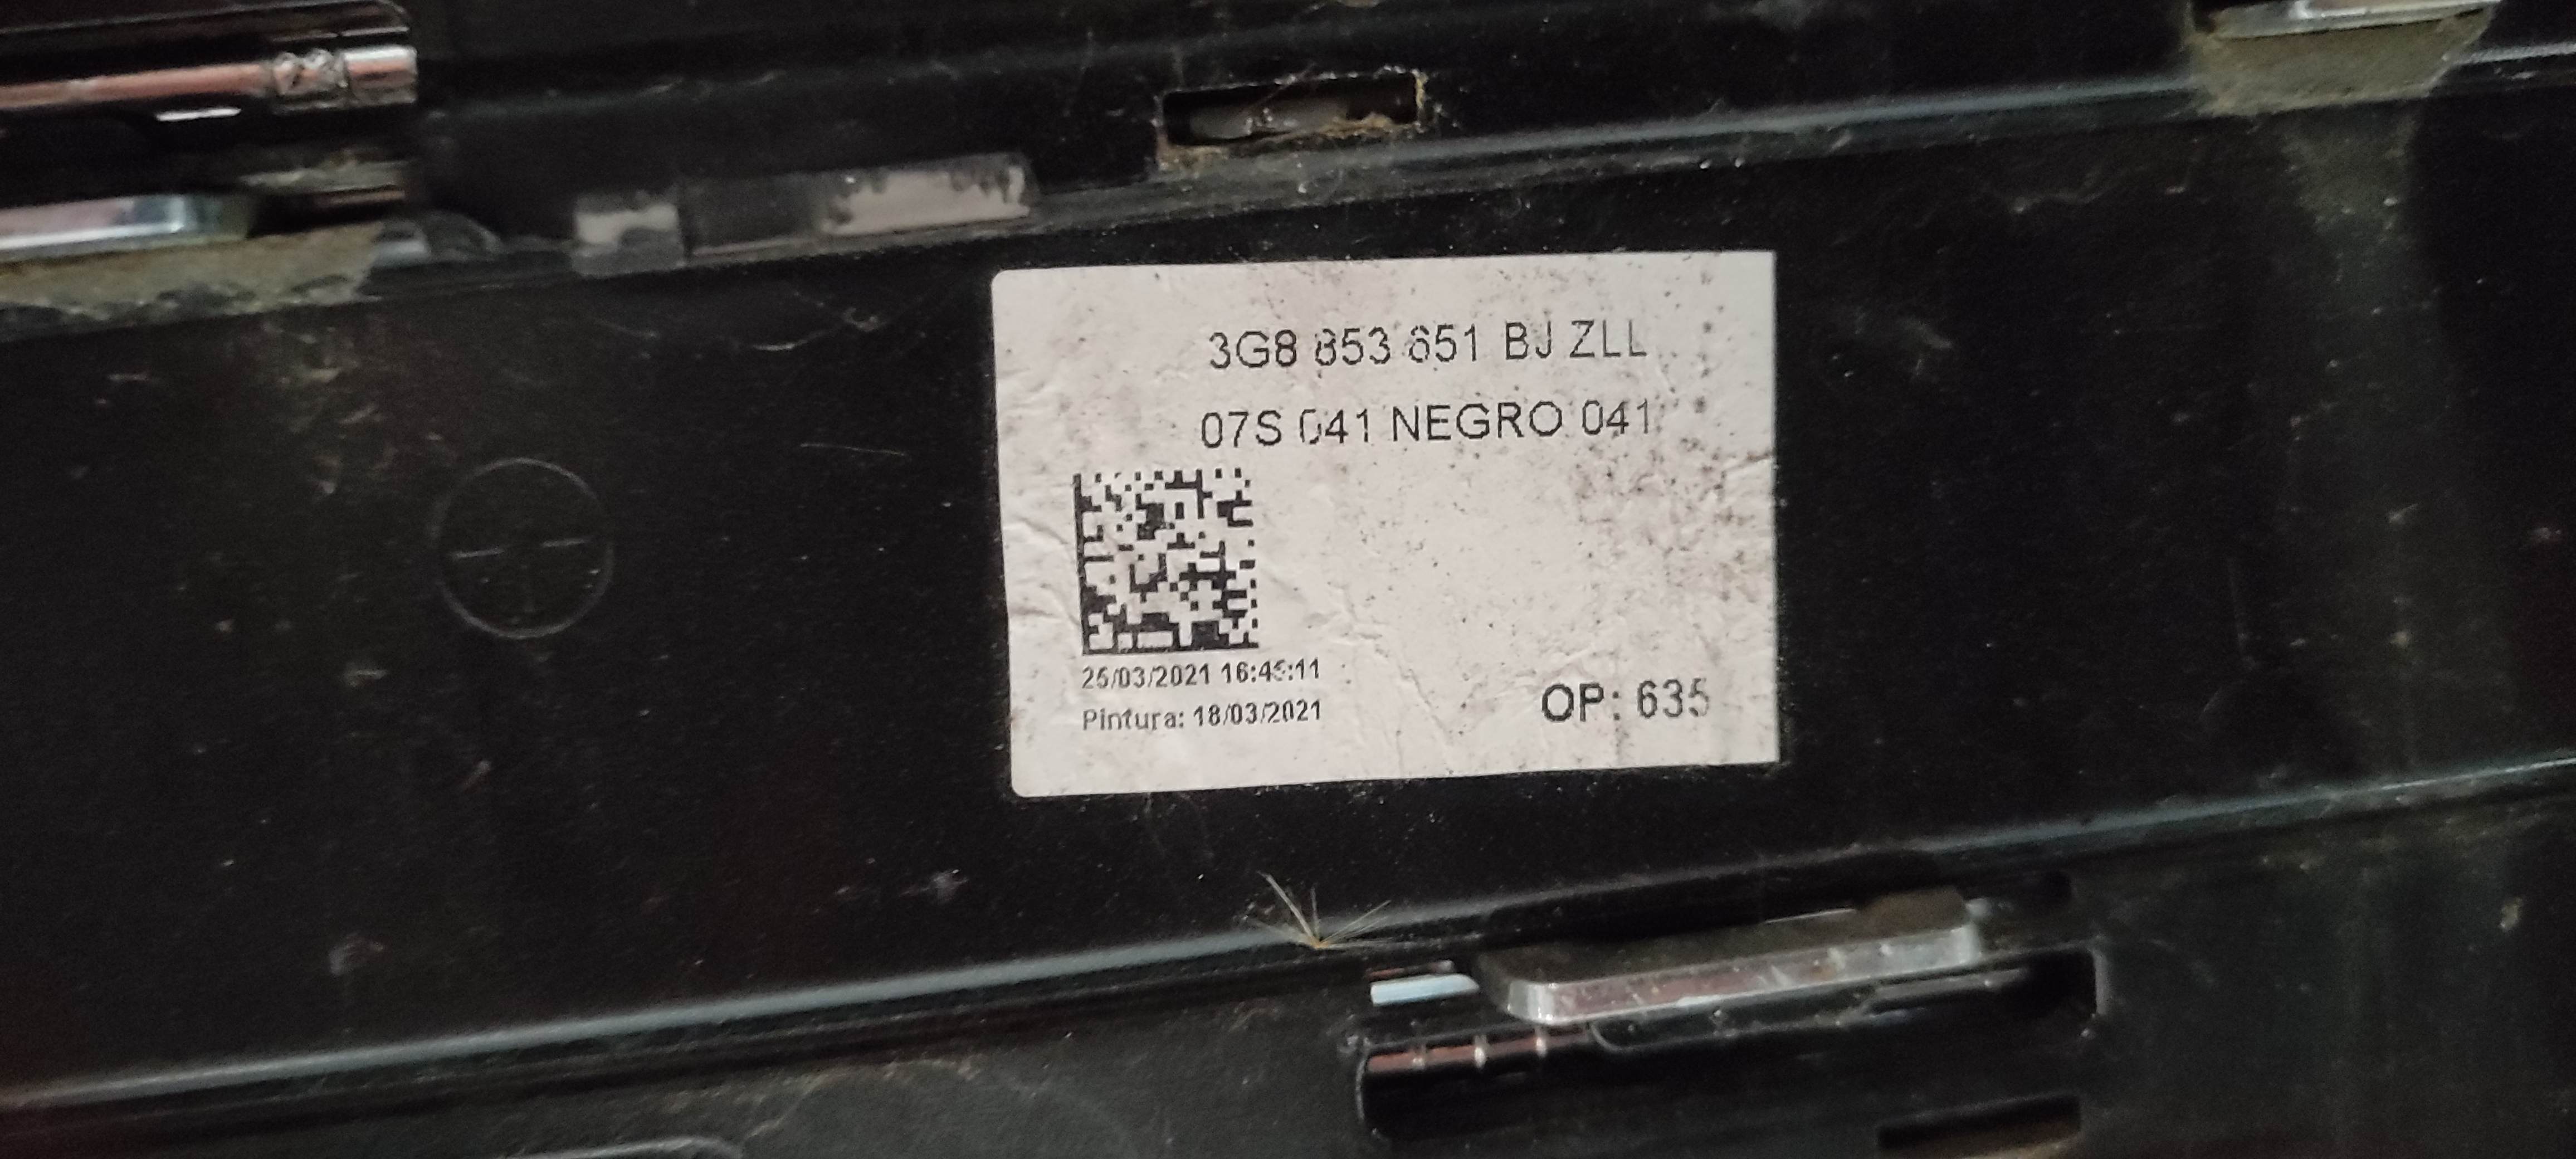 3G8 853 651 BJ ZLL
07S 041 NEGRO 041
25/03/2021 16:45:11
Pintura: 18/03/2021
OP: 635